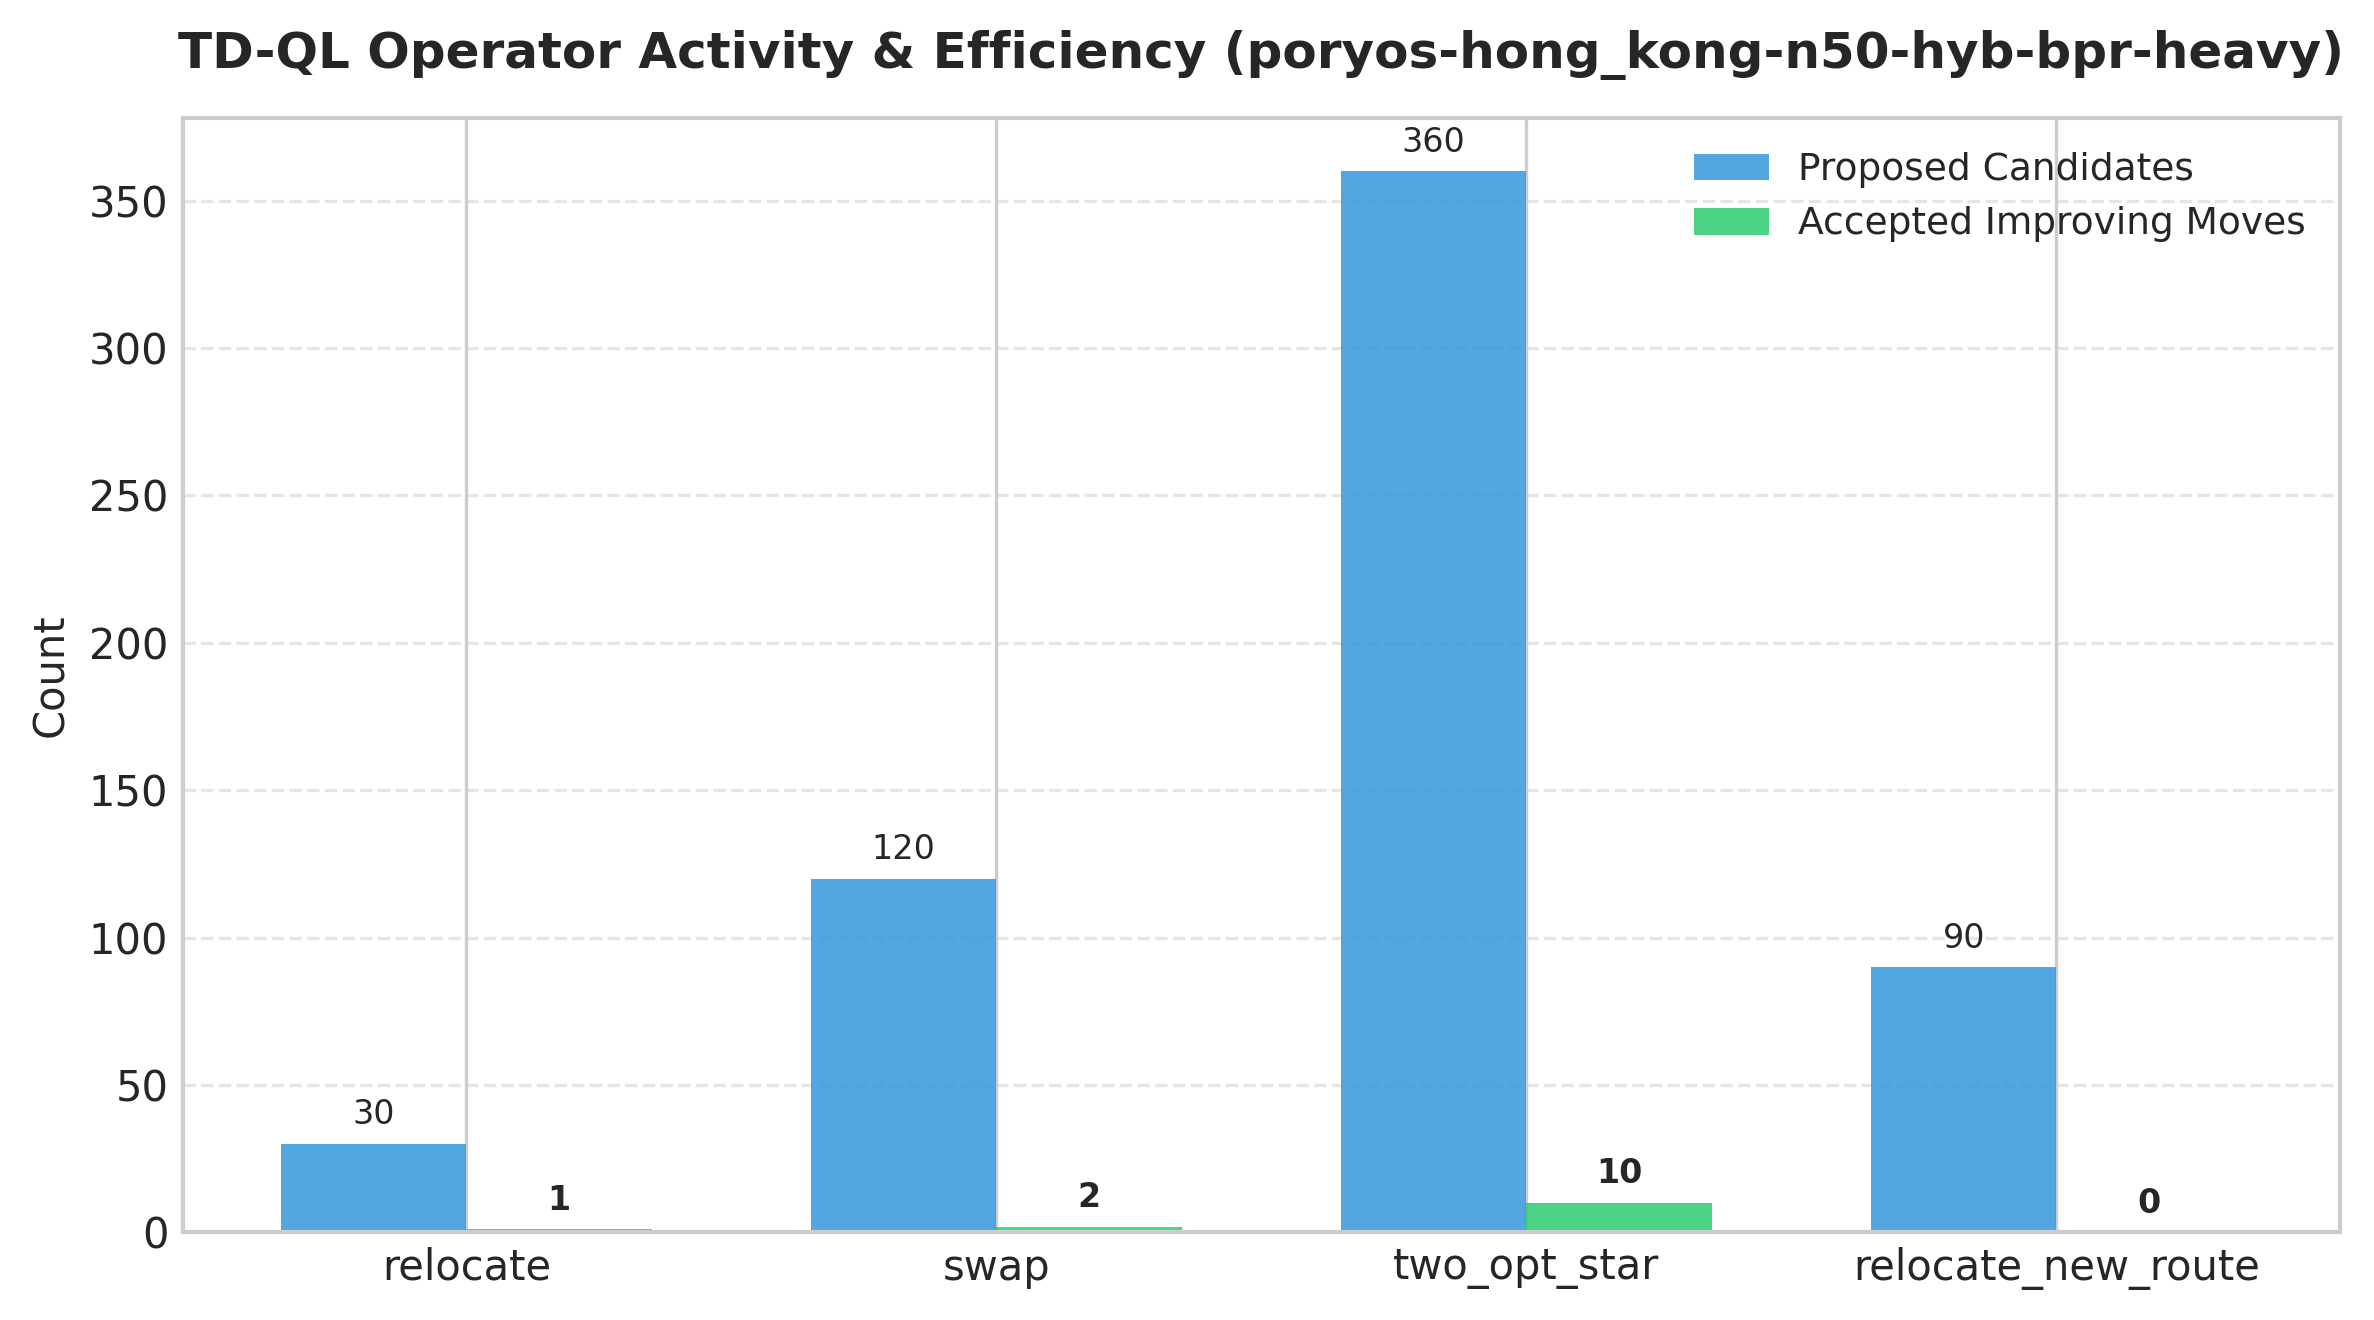 TD-QL Operator Activity & Efficiency (poryos-hong_kong-n50-hyb-bpr-heavy)
Proposed Candidates
Accepted Improving Moves
Count
350
300
250
200
150
100
50
0
30
1
120
2
360
10
90
0
relocate
swap
two_opt_star
relocate_new_route